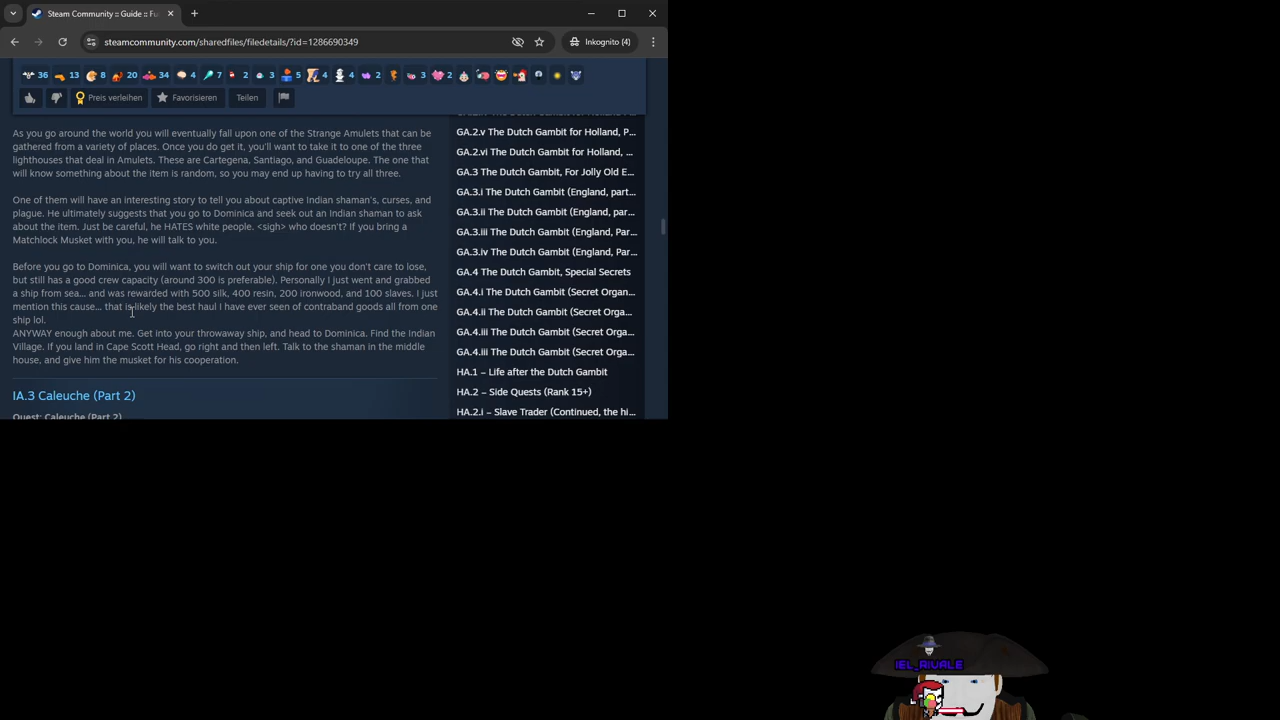 Steam Community :: Guide :: Fu
steamcommunity.com/sharedfiles/filedetails/?id=1286690349
Inkognito (4)
36 13 8 20 34 4 7 2 3 5 4 4 2 3 2
Preis verleihen
Favorisieren
Teilen
As you go around the world you will eventually fall upon one of the Strange Amulets that can be
gathered from a variety of places. Once you do get it, you'll want to take it to one of the three
lighthouses that deal in Amulets. These are Cartegena, Santiago, and Guadeloupe. The one that
will know something about the item is random, so you may end up having to try all three.
One of them will have an interesting story to tell you about captive Indian shaman's, curses, and
plague. He ultimately suggests that you go to Dominica and seek out an Indian shaman to ask
about the item. Just be careful, he HATES white people. <sigh> who doesn't? If you bring a
Matchlock Musket with you, he will talk to you.
Before you go to Dominica, you will want to switch out your ship for one you don't care to lose,
but still has a good crew capacity (around 300 is preferable). Personally I just went and grabbed
a ship from sea... and was rewarded with 500 silk, 400 resin, 200 ironwood, and 100 slaves. I just
mention this cause... that is likely the best haul I have ever seen of contraband goods all from one
ship lol.
ANYWAY enough about me. Get into your throwaway ship, and head to Dominica. Find the Indian
Village. If you land in Cape Scott Head, go right and then left. Talk to the shaman in the middle
house, and give him the musket for his cooperation.
IA.3 Caleuche (Part 2)
Quest: Caleuche (Part 2)
GA.2.v The Dutch Gambit for Holland, P...
GA.2.vi The Dutch Gambit for Holland, ...
GA.3 The Dutch Gambit, For Jolly Old E...
GA.3.i The Dutch Gambit (England, part...
GA.3.ii The Dutch Gambit (England, par...
GA.3.iii The Dutch Gambit (England, Par...
GA.3.iv The Dutch Gambit (England, Par...
GA.4 The Dutch Gambit, Special Secrets
GA.4.i The Dutch Gambit (Secret Organ...
GA.4.ii The Dutch Gambit (Secret Orga...
GA.4.iii The Dutch Gambit (Secret Orga...
GA.4.iii The Dutch Gambit (Secret Orga...
HA.1 – Life after the Dutch Gambit
HA.2 – Side Quests (Rank 15+)
HA.2.i – Slave Trader (Continued, the hi...
IEL_RIVALE